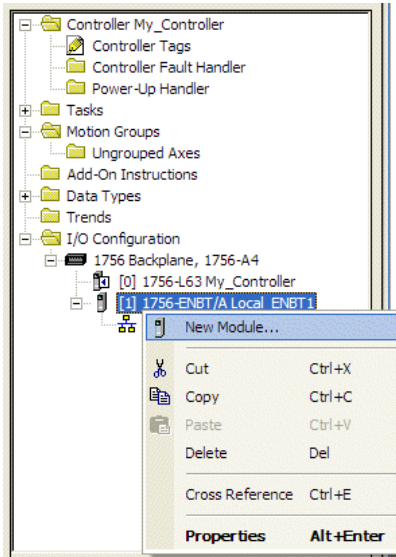 Controller My_Controller
Controller Tags
Controller Fault Handler
Power-Up Handler
Tasks
Motion Groups
Ungrouped Axes
Add-On Instructions
Data Types
Trends
I/O Configuration
1756 Backplane, 1756-A4
[0] 1756-L63 My_Controller
[1] 1756-ENBT/A Local_ENBT1
New Module...
Cut Ctrl+X
Copy Ctrl+C
Paste Ctrl+V
Delete Del
Cross Reference Ctrl+E
Properties Alt+Enter